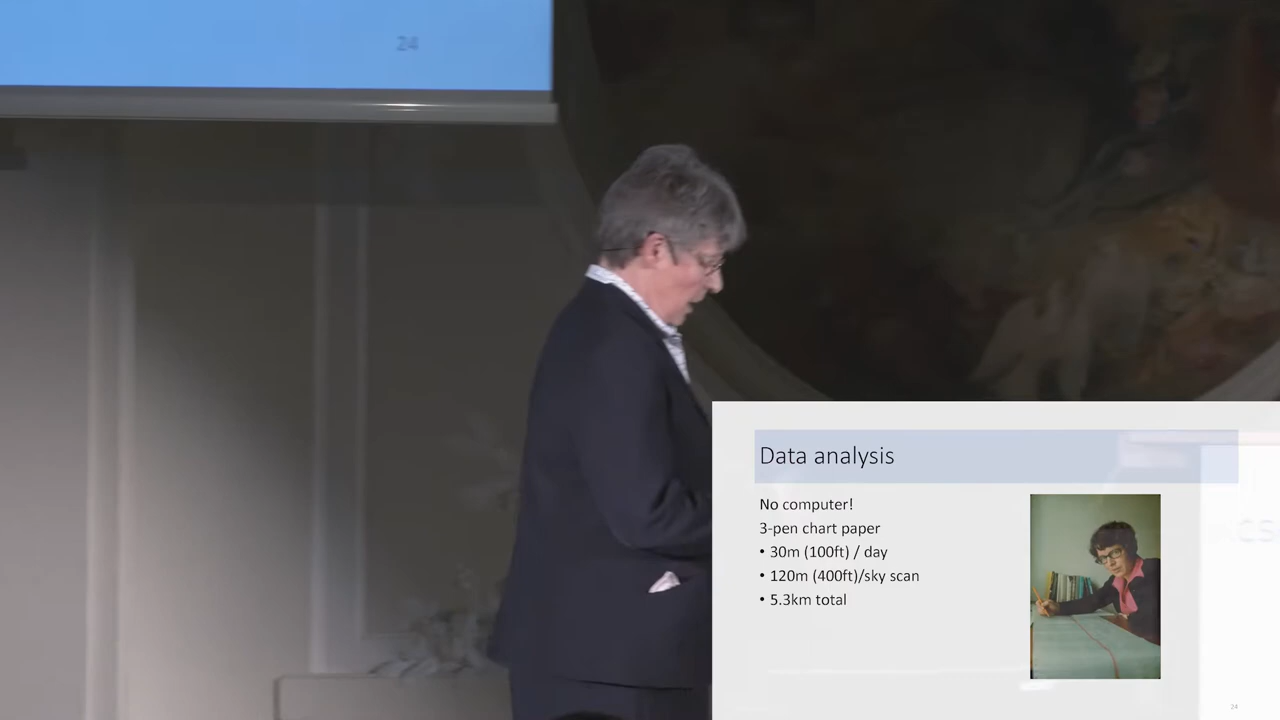 24
Data analysis
No computer!
3-pen chart paper
• 30m (100ft) / day
• 120m (400ft)/sky scan
• 5.3km total
24